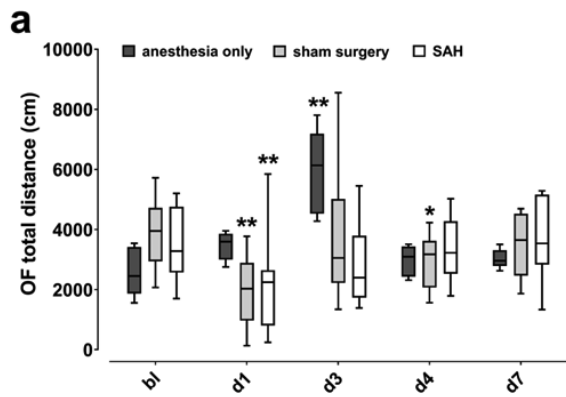 a
10000
anesthesia only
sham surgery
SAH
8000
6000
4000
2000
0
OF total distance (cm)
**
**
**
*
bl
d1
d3
d4
d7